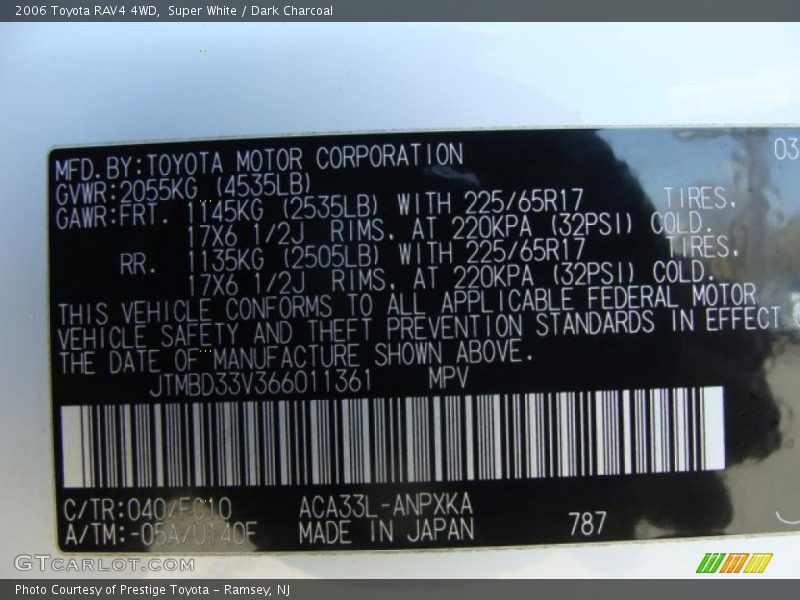 2006 Toyota RAV4 4WD, Super White / Dark Charcoal
MFD. BY:TOYOTA MOTOR CORPORATION 03
GVWR:2055KG (4535LB)
GAWR:FRT. 1145KG (2535LB) WITH 225/65R17 TIRES,
17X6 1/2J RIMS, AT 220KPA (32PSI) COLD.
RR. 1135KG (2505LB) WITH 225/65R17 TIRES,
17X6 1/2J RIMS, AT 220KPA (32PSI) COLD.
THIS VEHICLE CONFORMS TO ALL APPLICABLE FEDERAL MOTOR
VEHICLE SAFETY AND THEFT PREVENTION STANDARDS IN EFFECT
THE DATE OF MANUFACTURE SHOWN ABOVE.
JTMBD33V366011361 MPV
C/TR:040/FC10 ACA33L-ANPXKA
A/TM:-05A/U140F MADE IN JAPAN 787
GTCARLOT.COM
Photo Courtesy of Prestige Toyota - Ramsey, NJ